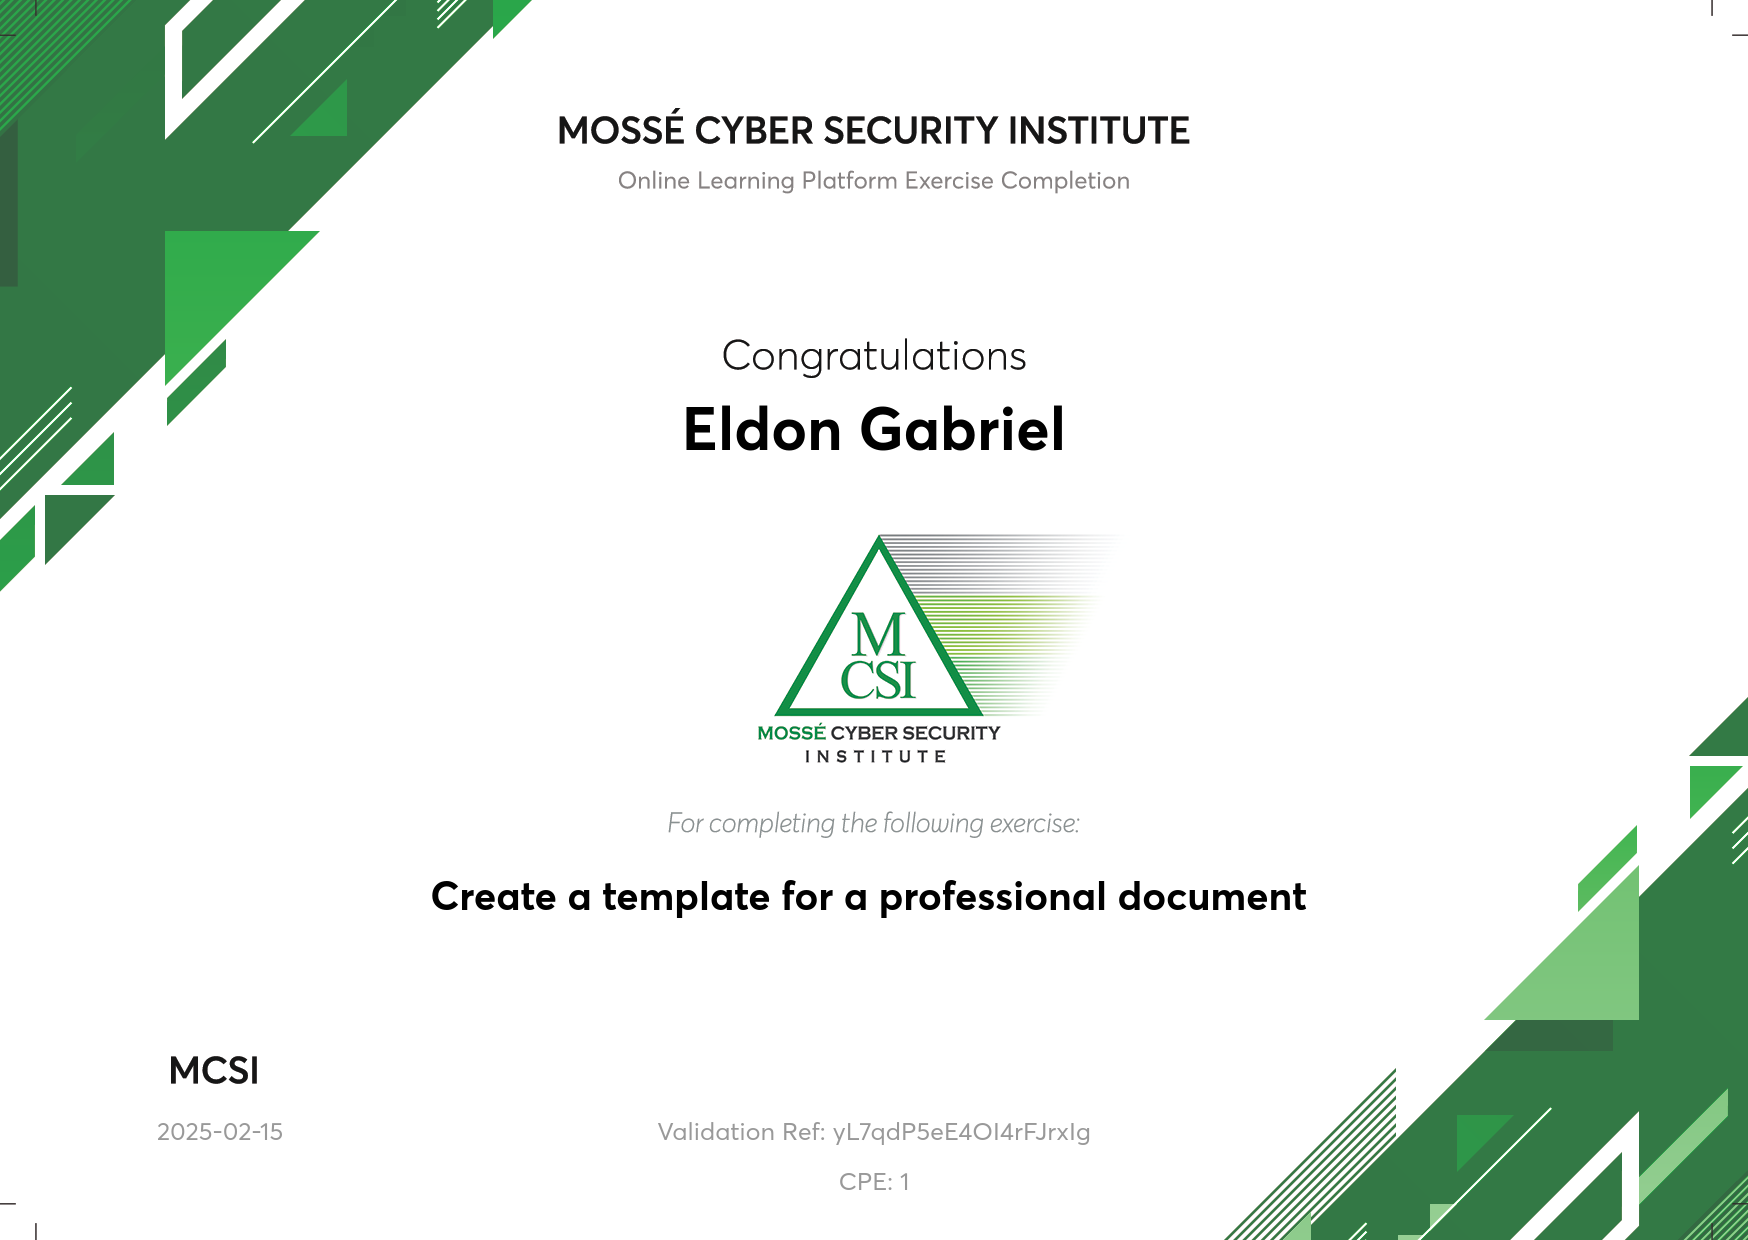 MOSSÉ CYBER SECURITY INSTITUTE
Online Learning Platform Exercise Completion
Congratulations
Eldon Gabriel
M
CSI
MOSSÉ CYBER SECURITY
INSTITUTE
For completing the following exercise:
Create a template for a professional document
MCSI
2025-02-15
Validation Ref: yL7qdP5eE4OI4rFJrxIg
CPE: 1